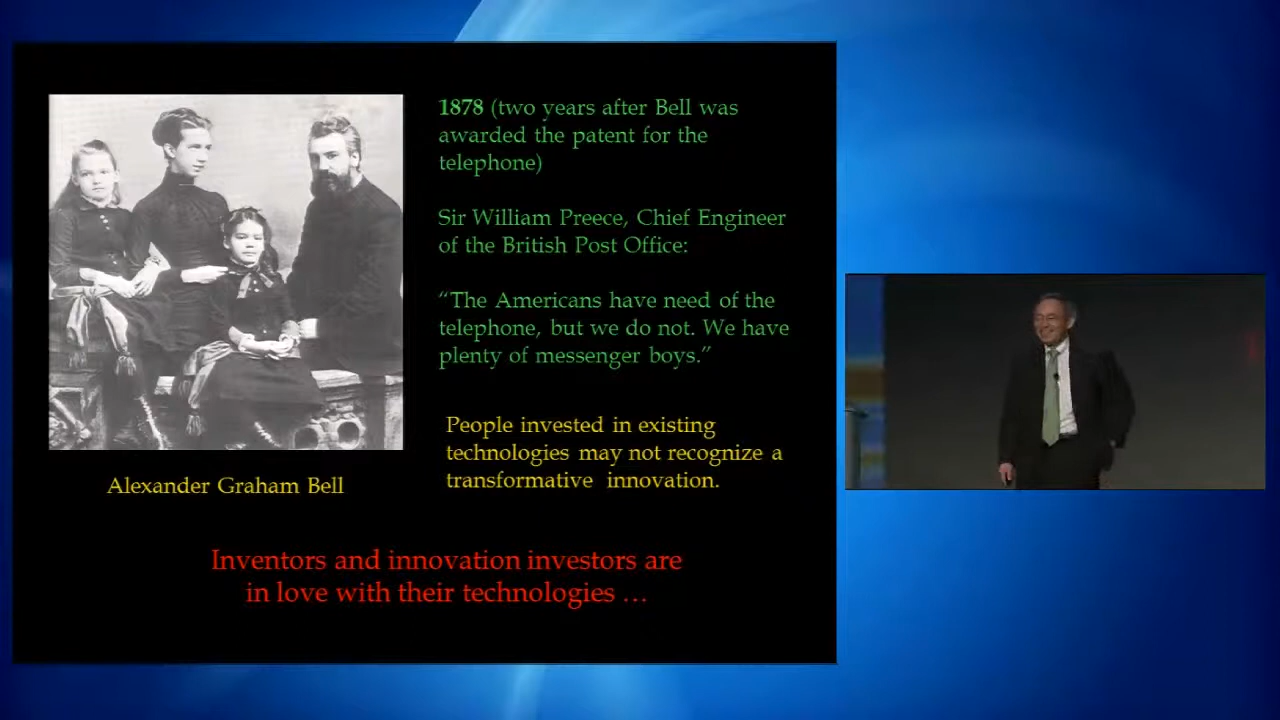 1878 (two years after Bell was
awarded the patent for the
telephone)
Sir William Preece, Chief Engineer
of the British Post Office:
“The Americans have need of the
telephone, but we do not. We have
plenty of messenger boys.”
People invested in existing
technologies may not recognize a
transformative innovation.
Alexander Graham Bell
Inventors and innovation investors are
in love with their technologies …